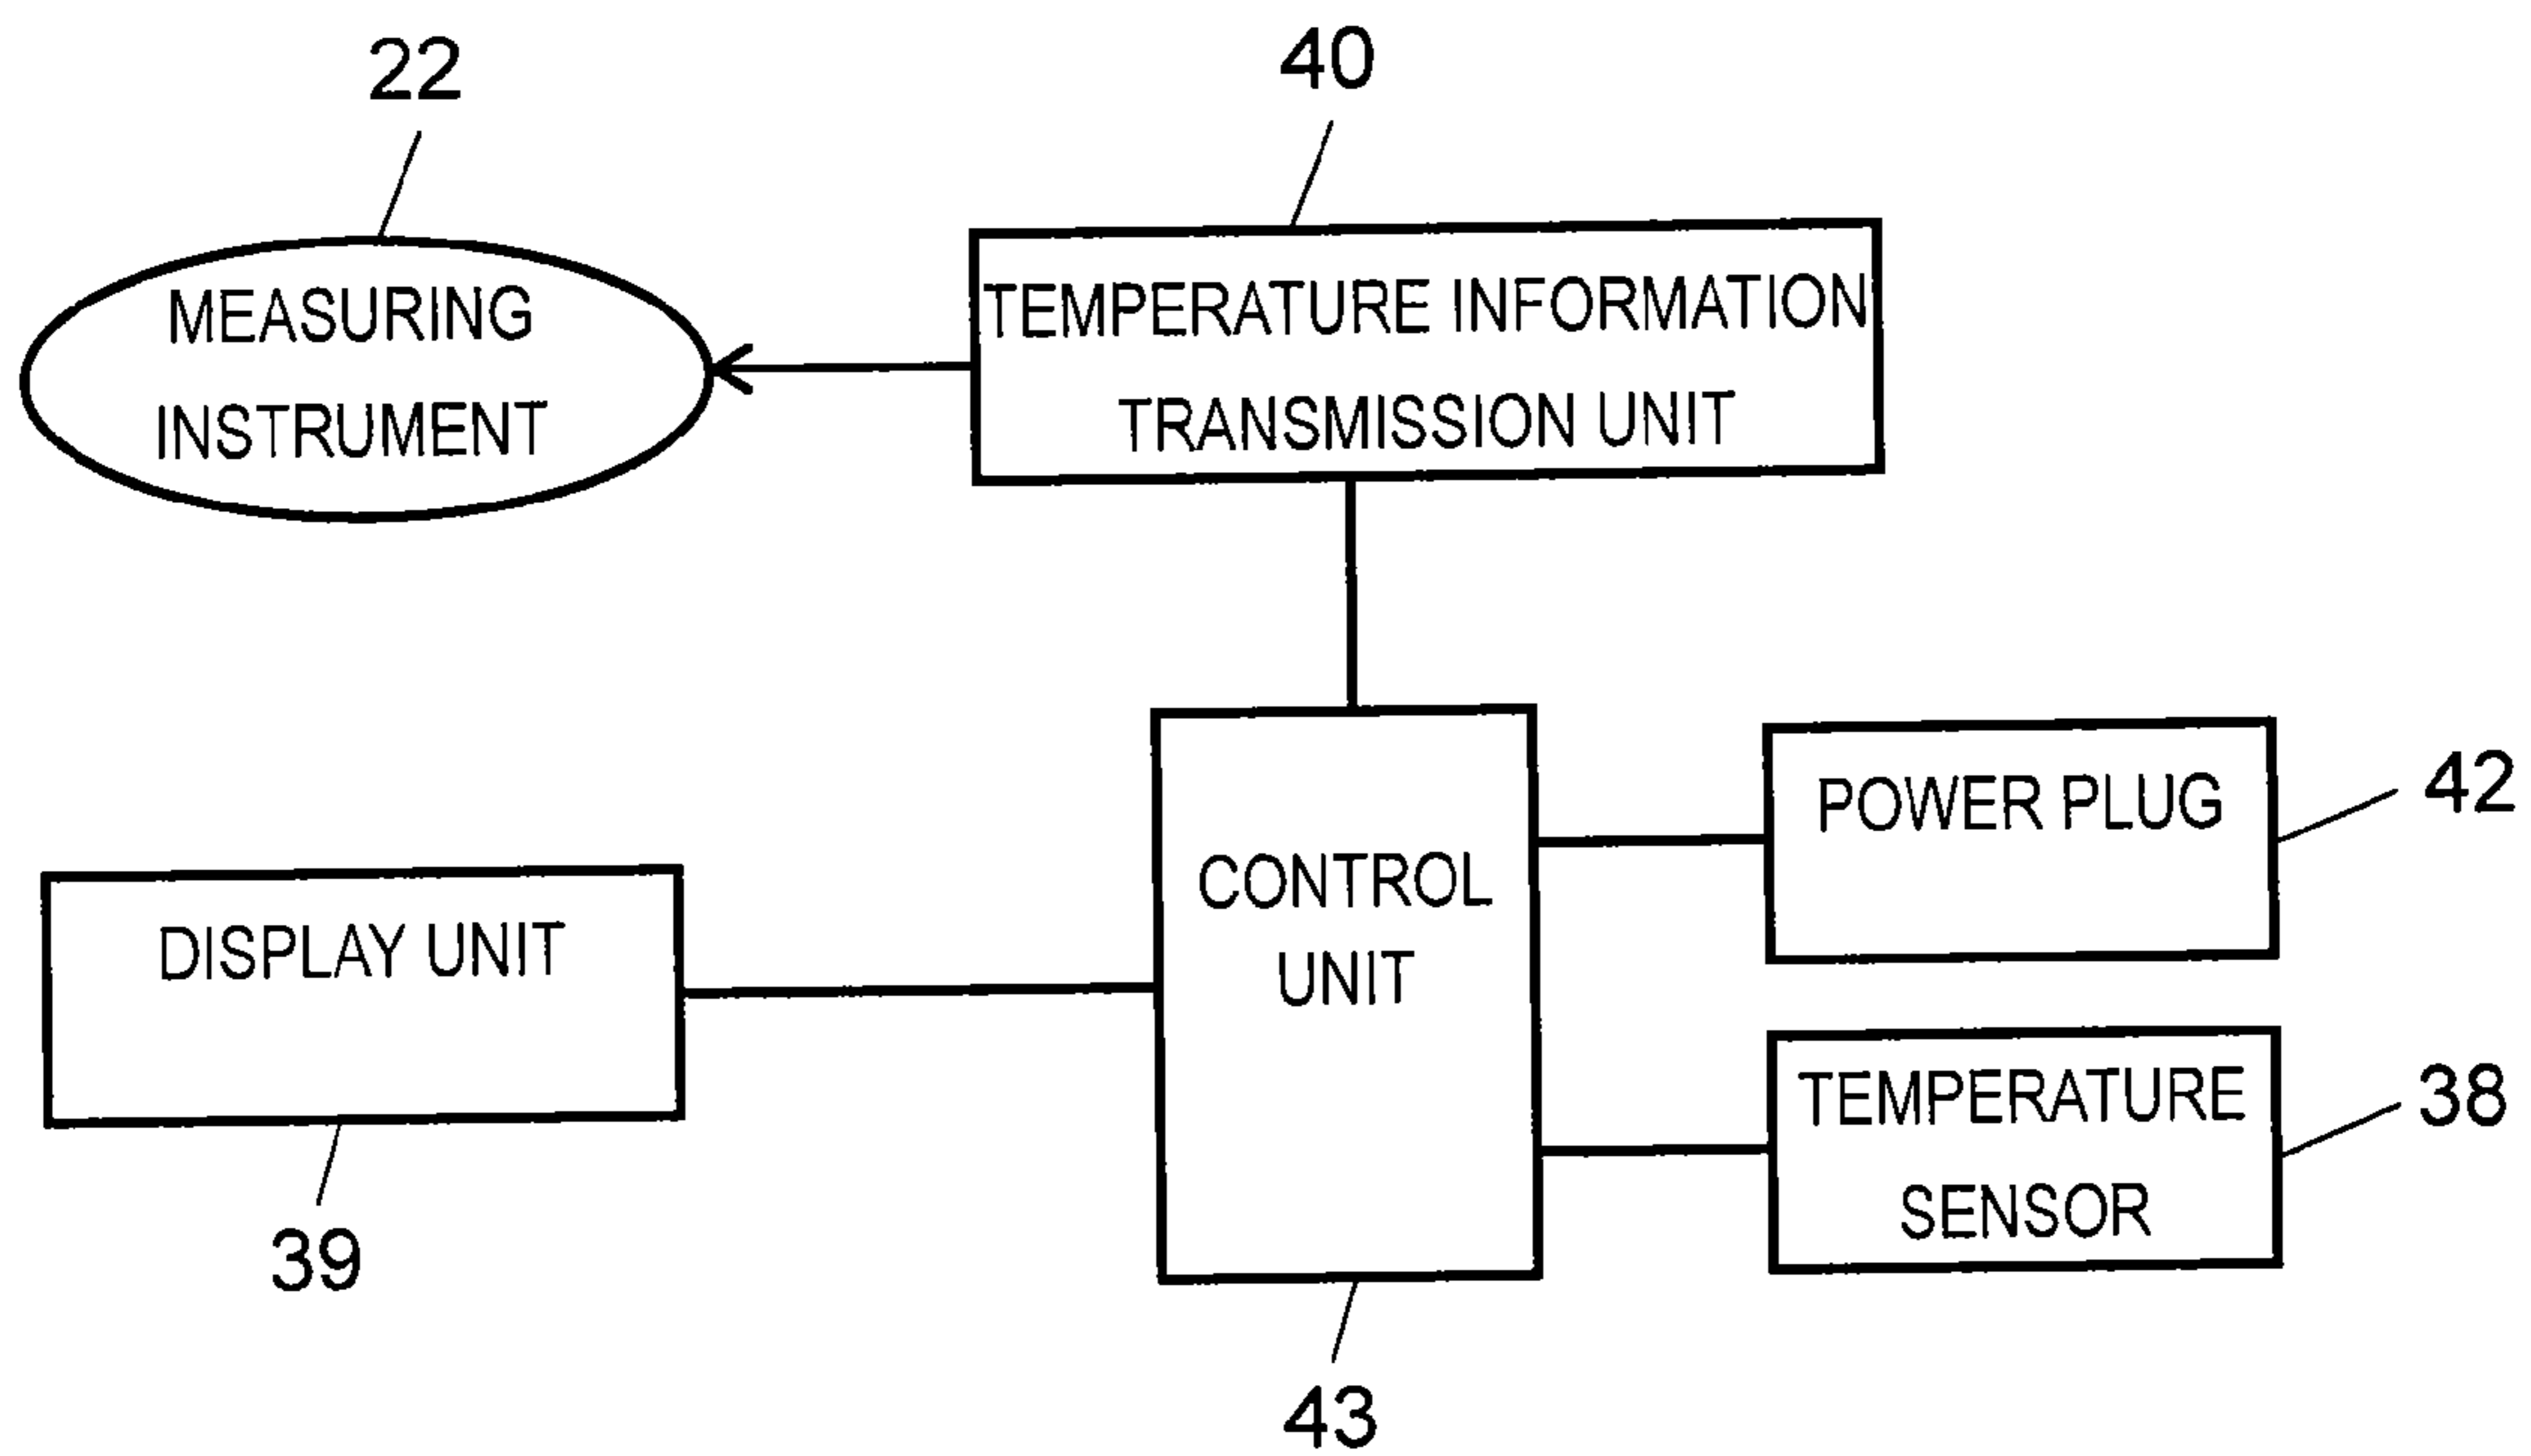 22
40
MEASURING
INSTRUMENT
TEMPERATURE INFORMATION
TRANSMISSION UNIT
POWER PLUG
42
CONTROL
UNIT
DISPLAY UNIT
39
TEMPERATURE
SENSOR
38
43